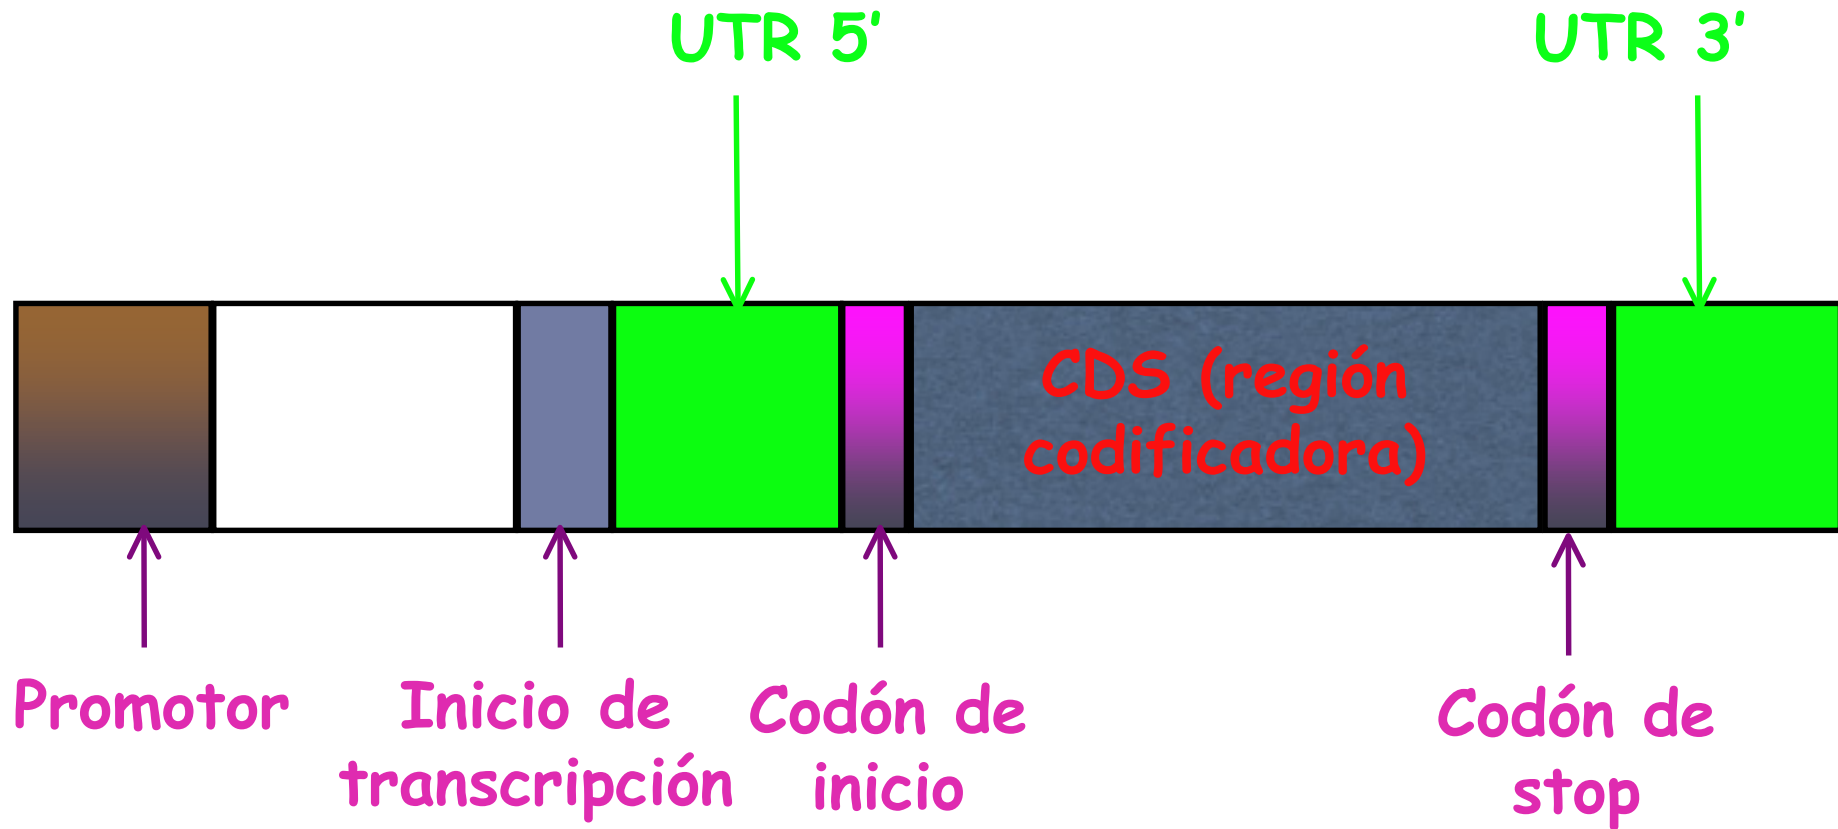 UTR 5'
UTR 3'
CDS (región
codificadora)
Promotor
Inicio de
transcripción
Codón de
inicio
Codón de
stop